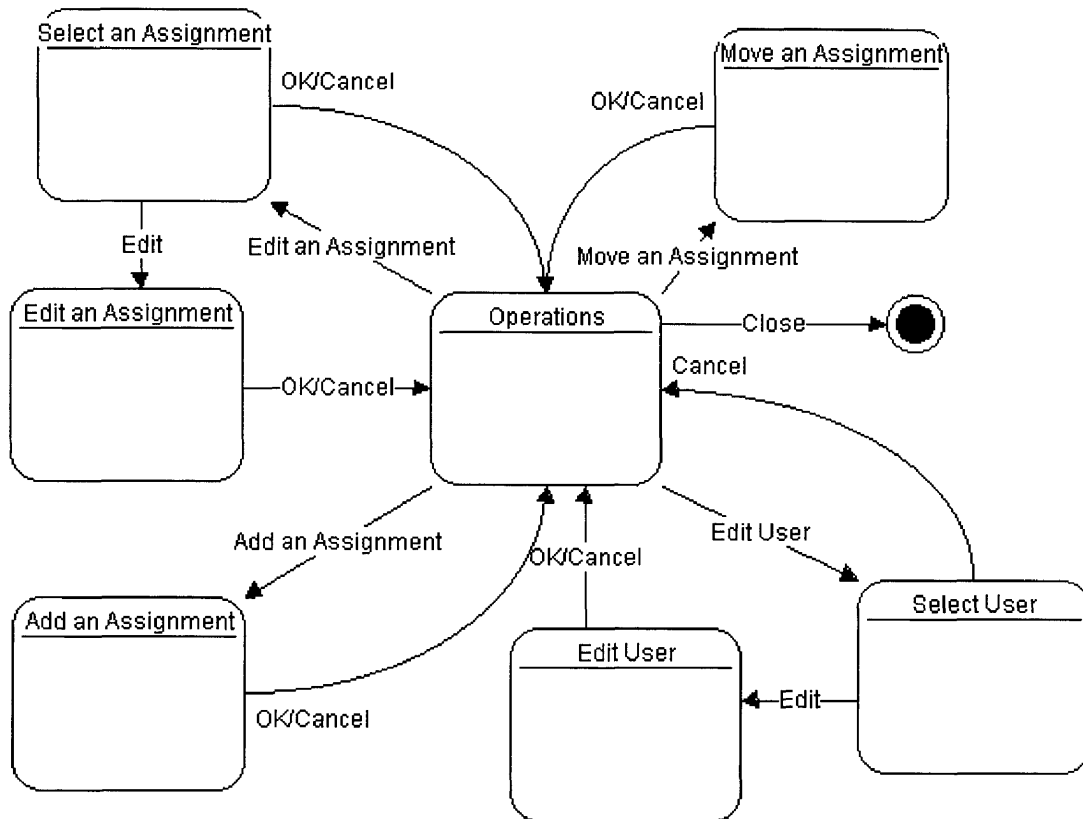 Select an Assignment
Move an Assignment
OK/Cancel
OK/Cancel
Edit
Edit an Assignment
Move an Assignment
Edit an Assignment
Operations
Close
Cancel
OK/Cancel
Edit User
Add an Assignment
OK/Cancel
Select User
Add an Assignment
Edit User
Edit
OK/Cancel